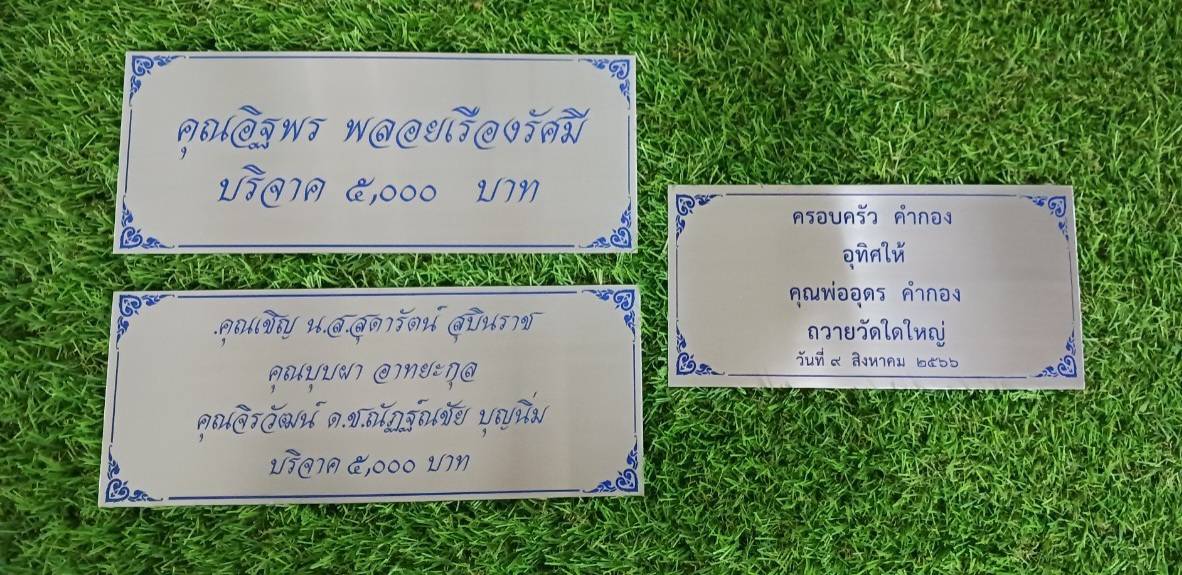 คุณอิฐพร พลอยเรืองรัศมี
บริจาค ๕,๐๐๐ บาท
.คุณเชิญ น.ส.สุดารัตน์ สุบินราช
คุณบุบผา อาทยะกุล
คุณจิรวัฒน์ ด.ช.ณัฏฐ์ณชัย บุญนิ่ม
บริจาค ๕,๐๐๐ บาท
ครอบครัว คำกอง
อุทิศให้
คุณพ่ออุดร คำกอง
ถวายวัดใดใหญ่
วันที่ ๙ สิงหาคม ๒๕๖๖